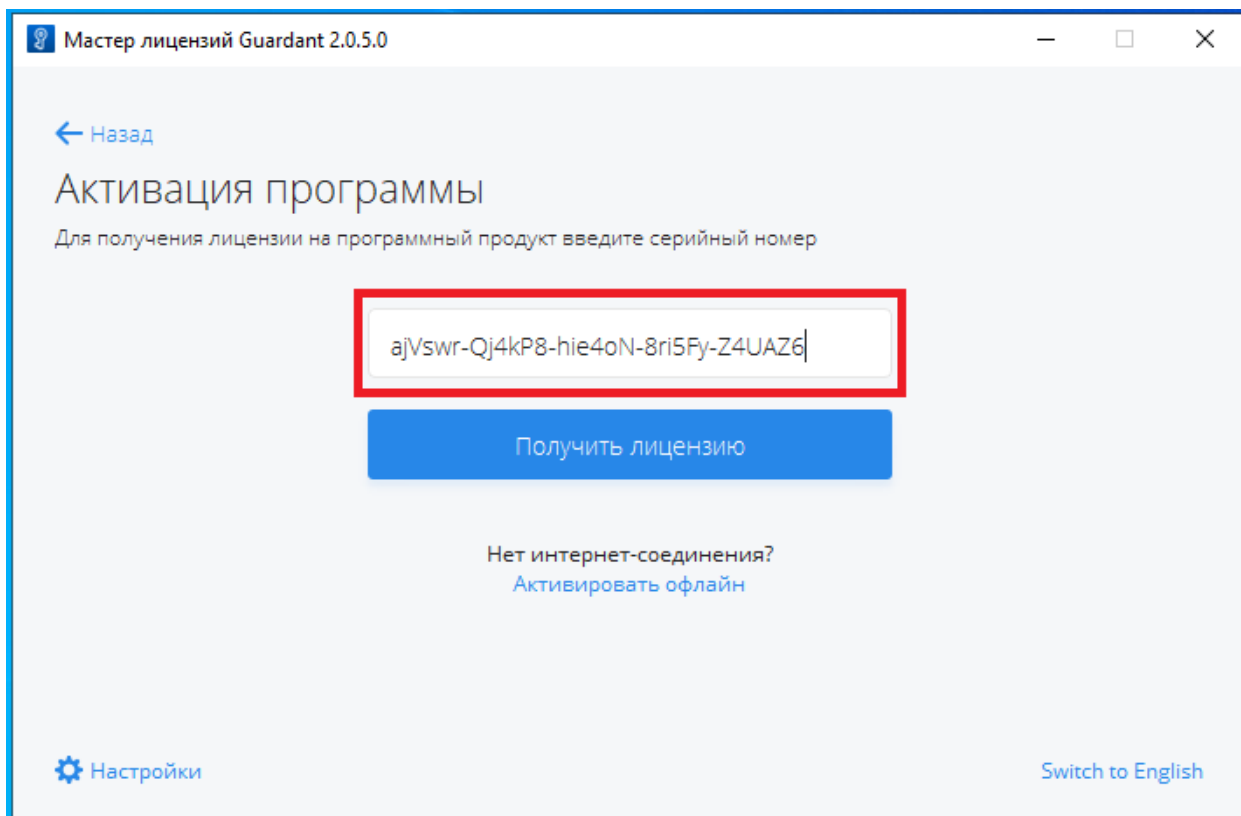 Мастер лицензий Guardant 2.0.5.0
Назад
Активация программы
Для получения лицензии на программный продукт введите серийный номер
ajVswr-Qj4kP8-hie4oN-8ri5Fy-Z4UAZ6
Получить лицензию
Нет интернет-соединения?
Активировать офлайн
Настройки
Switch to English